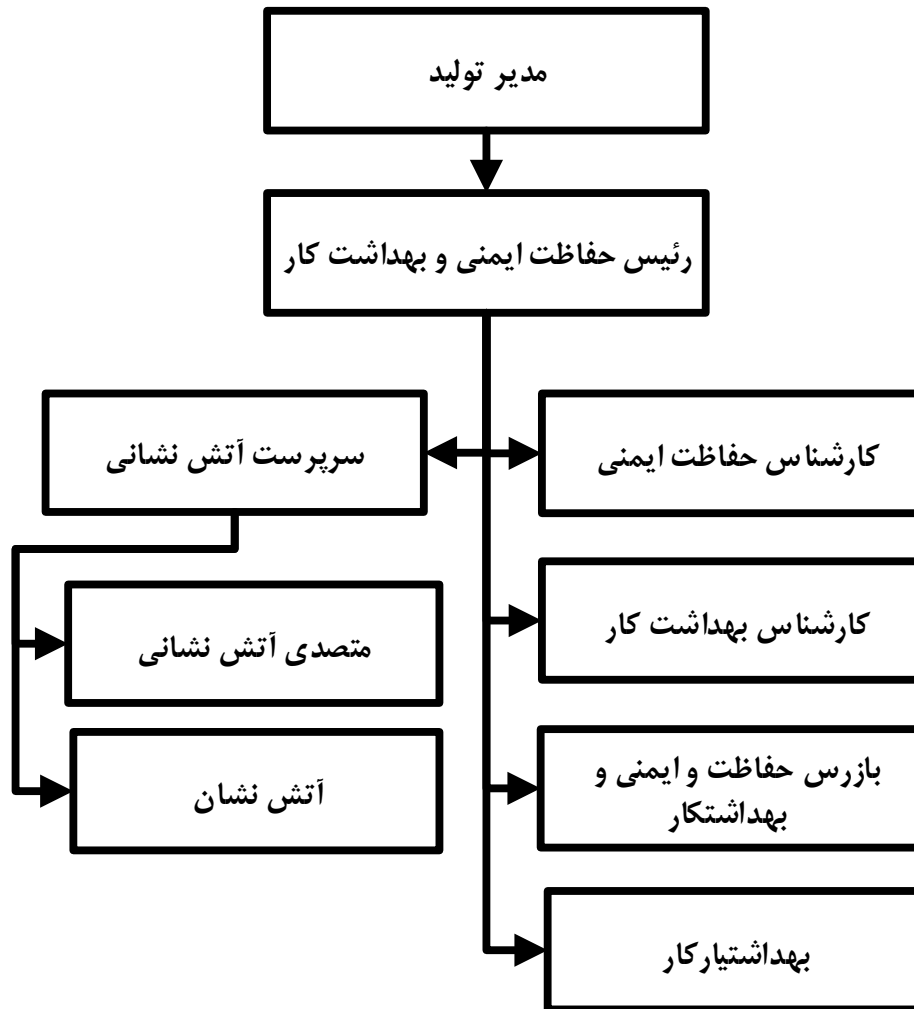 مدیر تولید
رئیس حفاظت ایمنی و بهداشت کار
کارشناس حفاظت ایمنی
سرپرست آتش نشانی
کارشناس بهداشت کار
متصدی آتش نشانی
بازرس حفاظت و ایمنی و
بهداشتکار
آتش نشان
بهداشتیارکار